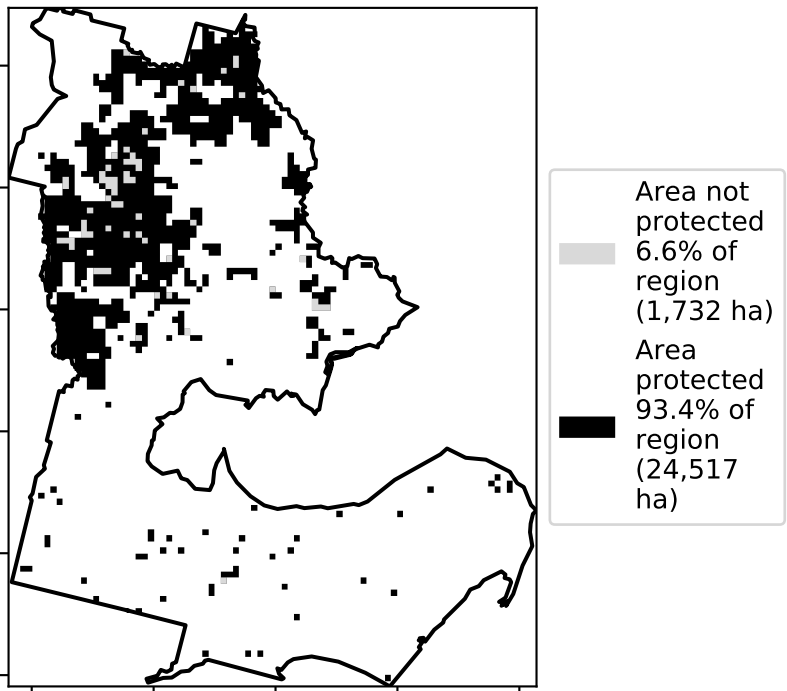 Area not
protected
6.6% of
region
(1,732 ha)
Area
protected
93.4% of
region
(24,517
ha)